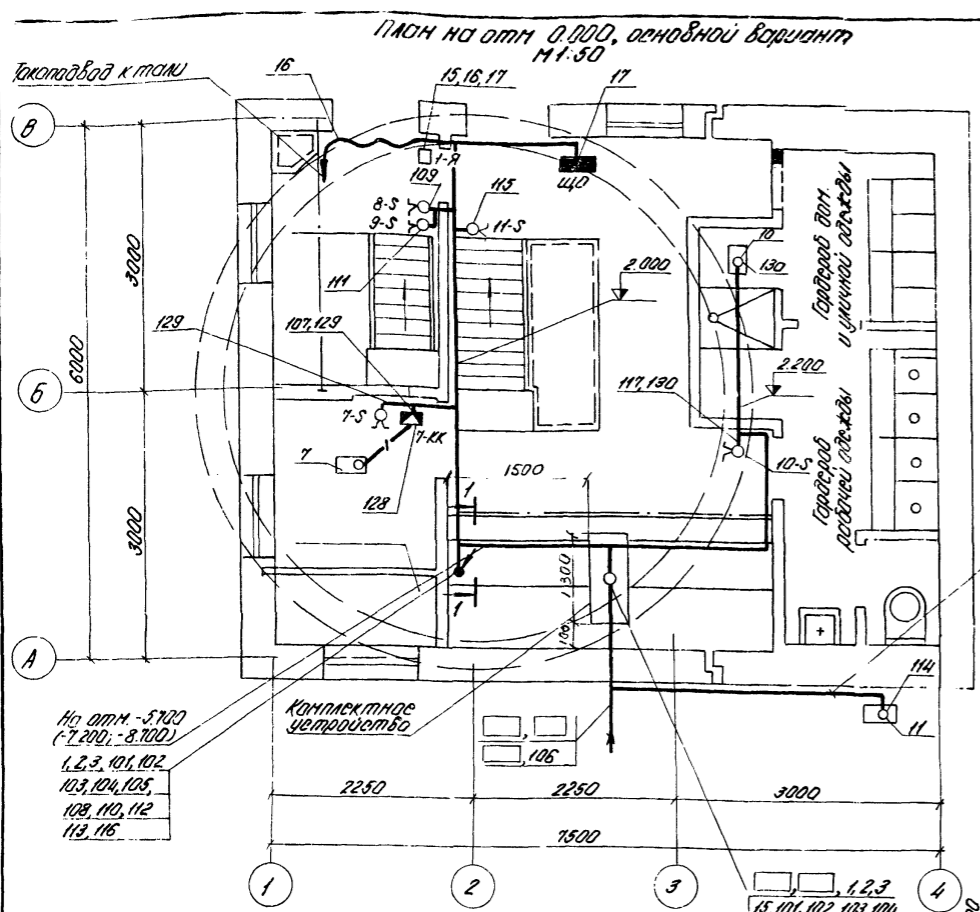 План на отм 0.000, основной вариант
М 1:50
Токоподвод к тали
16
15,16,17
17
В
1-Я
ЩО
109
8-S
9-S
115
11-S
10
13а
111
2.000
3000
6000
129
107,129
Гардероб дом.
и уличной одежды
2.200
117,130
Б
7-S
7-КК
7
128
10-S
Гардероб
рабочей одежды
1500
1
3000
1300
100
1
А
114
11
На отм. -5.700
(-7.200; -8.700)
1,2,3,101,102
103,104,105,
108,110,112
113,116
Комплектное
устройство
,
,106
2250
2250
3000
7500
1
2
3
4
, , 1,2,3
15,101,102,103,104